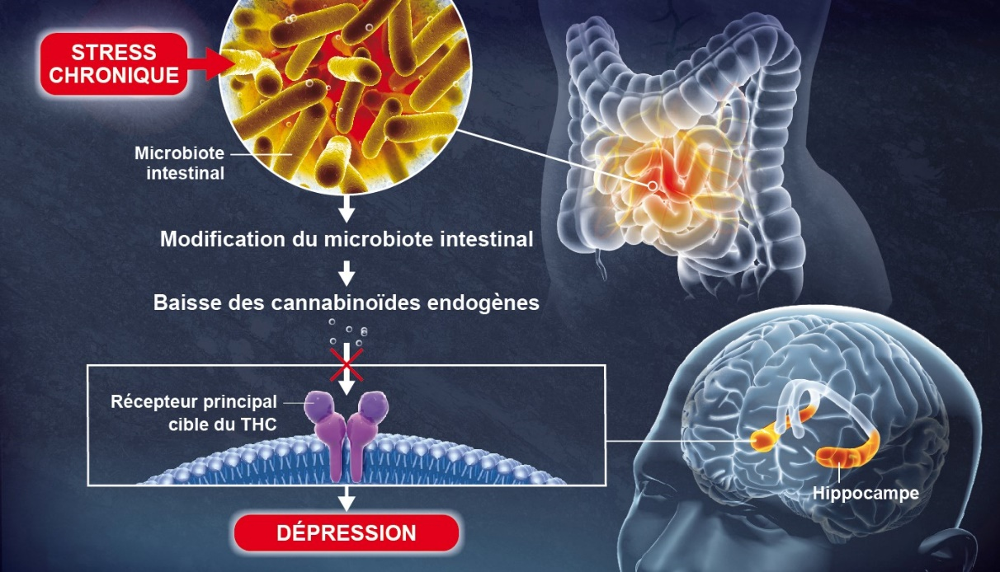 STRESS
CHRONIQUE
Microbiote
intestinal
Modification du microbiote intestinal
Baisse des cannabinoïdes endogènes
Récepteur principal
cible du THC
Hippocampe
DÉPRESSION